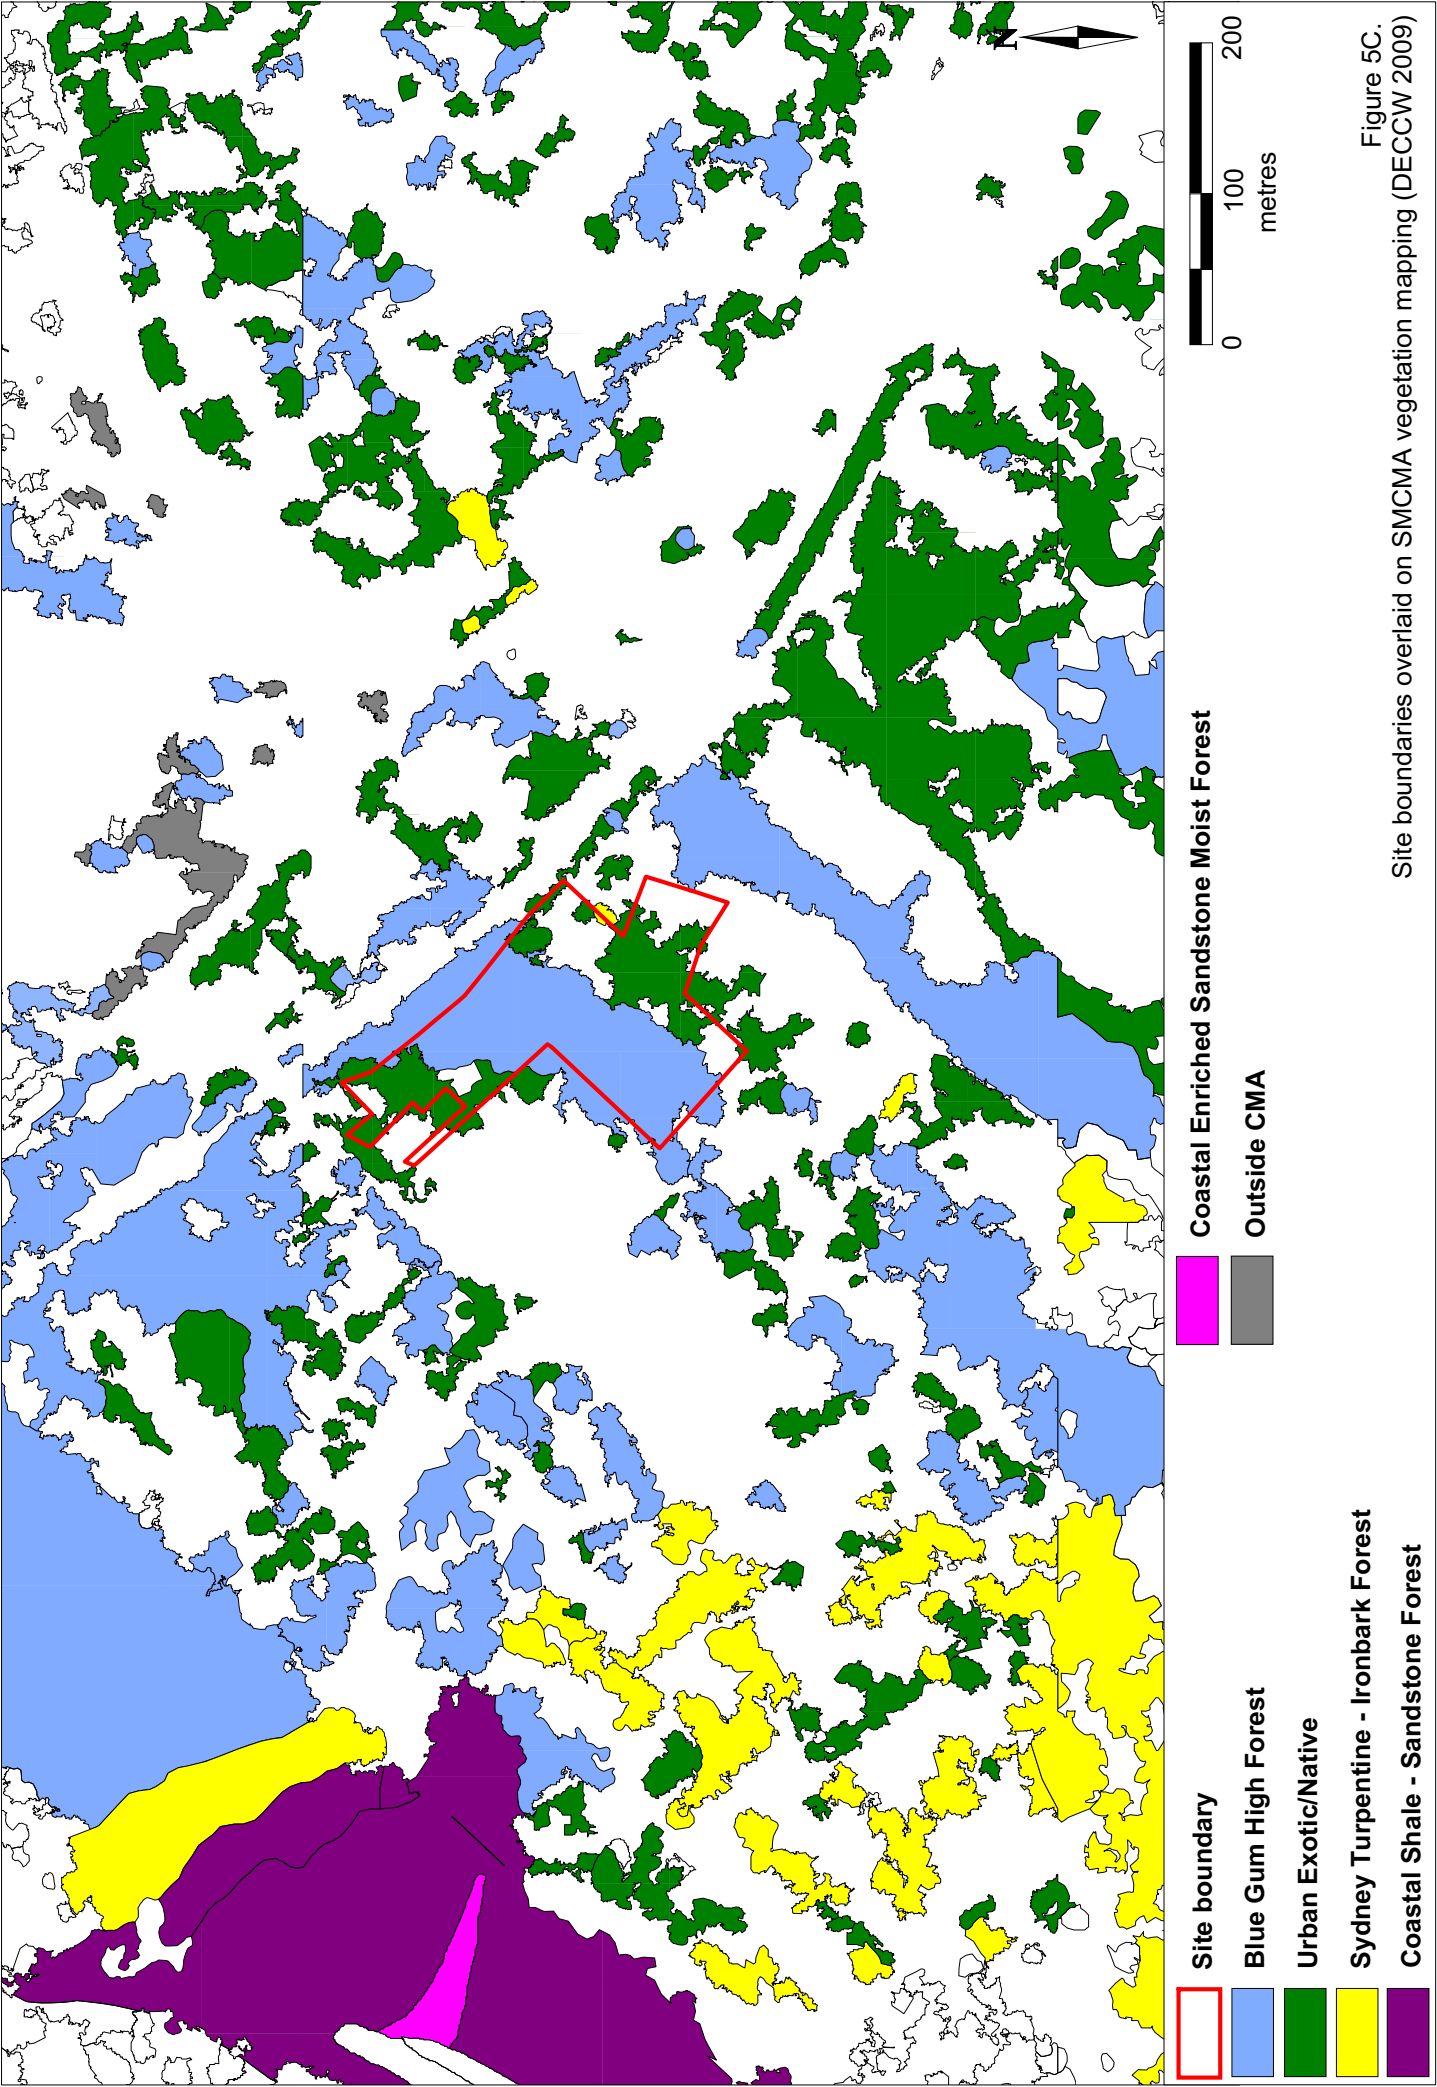 N
Site boundary
Blue Gum High Forest
Urban Exotic/Native
Sydney Turpentine - Ironbark Forest
Coastal Shale - Sandstone Forest
Coastal Enriched Sandstone Moist Forest
Outside CMA
0 100 200
metres
Figure 5C.
Site boundaries overlaid on SMCMA vegetation mapping (DECCW 2009)